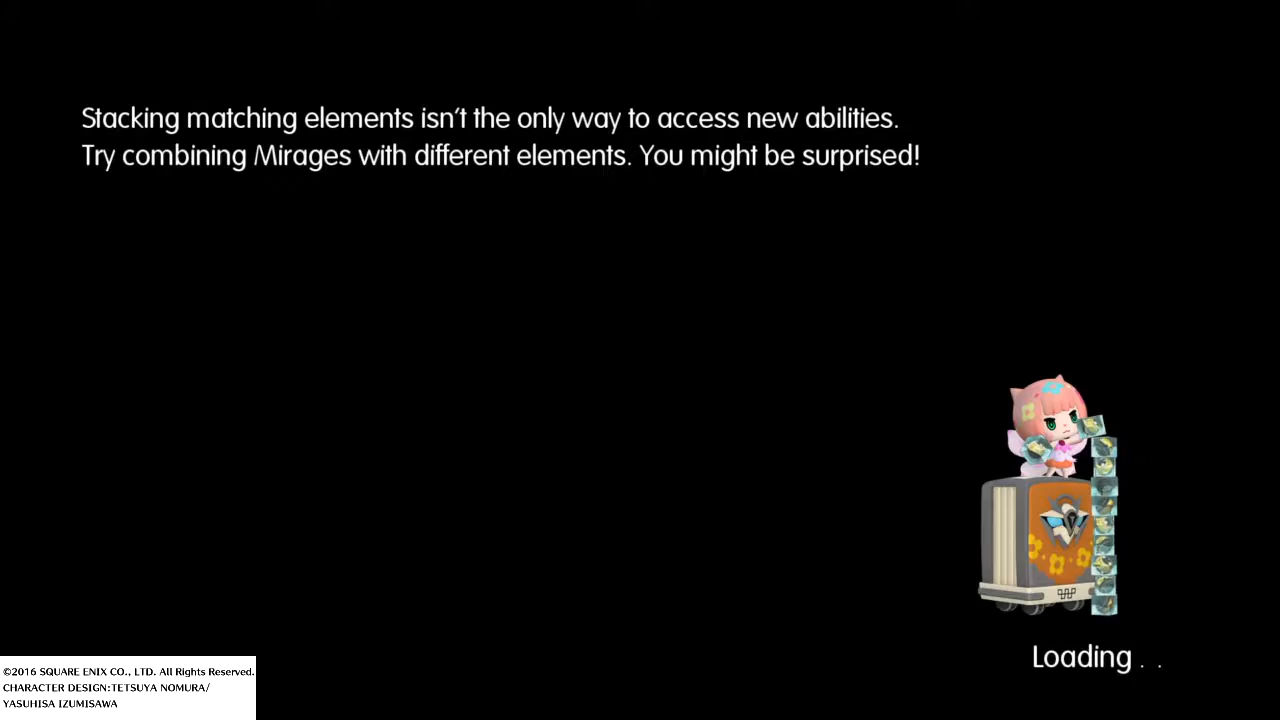 Stacking matching elements isn't the only way to access new abilities.
Try combining Mirages with different elements. You might be surprised!
Loading . .
©2016 SQUARE ENIX CO., LTD. All Rights Reserved.
CHARACTER DESIGN:TETSUYA NOMURA/
YASUHISA IZUMISAWA